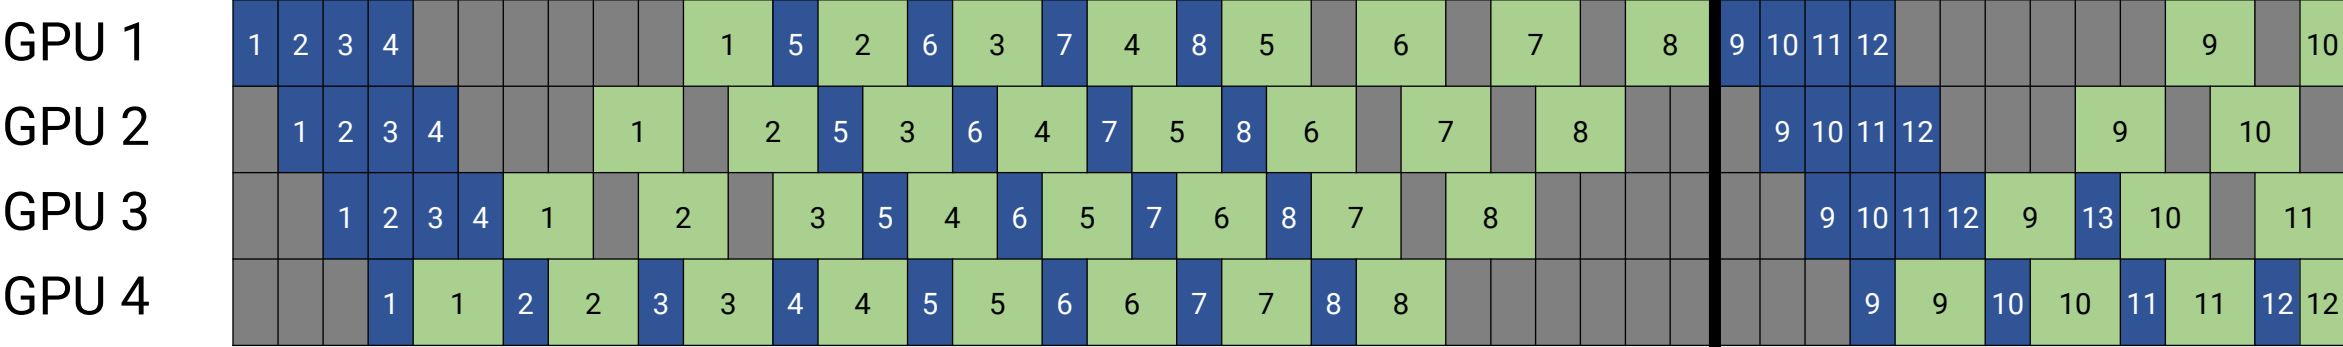 GPU 1 1 2 3 4 1 5 2 6 3 7 4 8 5 6 7 8 9 10 11 12 9 10
GPU 2 1 2 3 4 1 2 5 3 6 4 7 5 8 6 7 8 9 10 11 12 9 10
GPU 3 1 2 3 4 1 2 3 5 4 6 5 7 6 8 7 8 9 10 11 12 9 13 10 11
GPU 4 1 1 2 2 3 3 4 4 5 5 6 6 7 7 8 8 9 9 10 10 11 11 12 12